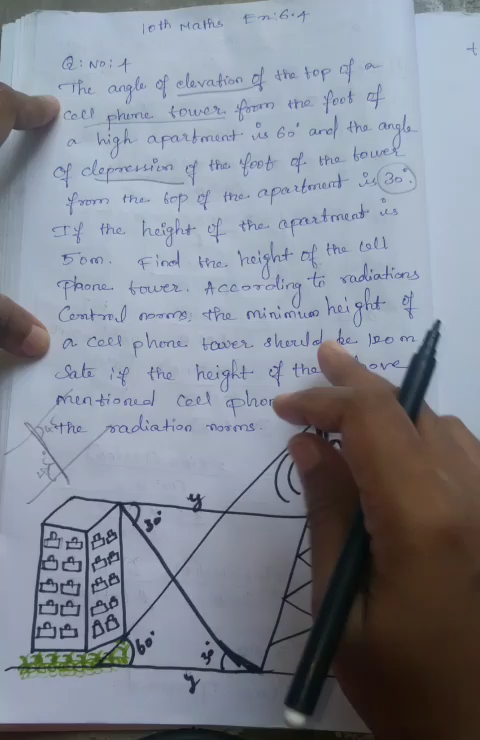 10th Maths Ex:6.4
Q:No:4
The angle of elevation of the top of a
cell phone tower from the foot of
a high apartment is 60° and the angle
of depression of the foot of the tower
from the top of the apartment is 30°.
If the height of the apartment is
50m. Find the height of the cell
phone tower. According to radiations
Control norms, the minimum height of
a cell phone tower should be 120m
State if the height of the above
mentioned cell
the radiation norms.
y
30°
60°
y